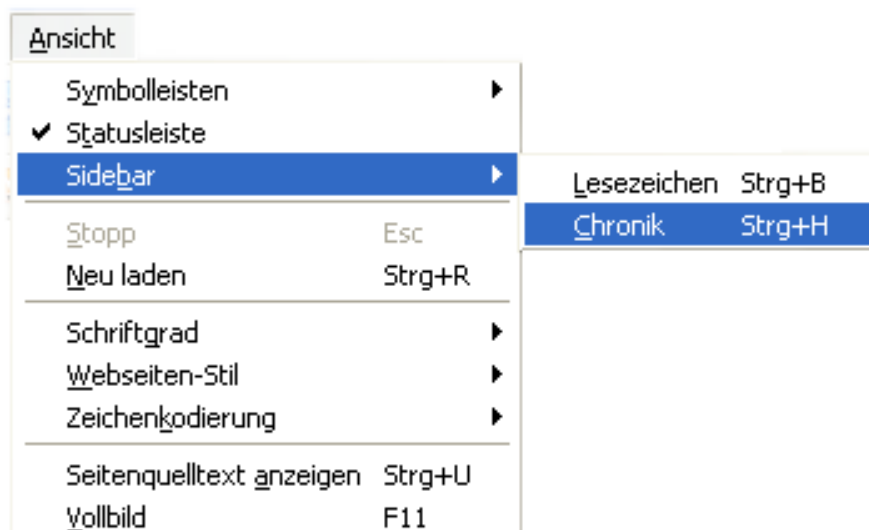 Ansicht
Symbolleisten
Statusleiste
Sidebar
Lesezeichen Strg+B
Chronik Strg+H
Stopp Esc
Neu laden Strg+R
Schriftgrad
Webseiten-Stil
Zeichenkodierung
Seitenquelltext anzeigen Strg+U
Vollbild F11